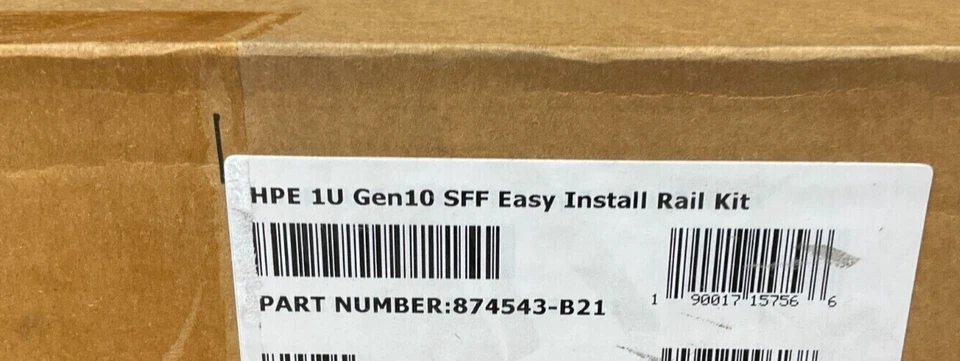 HPE 1U Gen10 SFF Easy Install Rail Kit
PART NUMBER:874543-B21
1 90017 15756 6